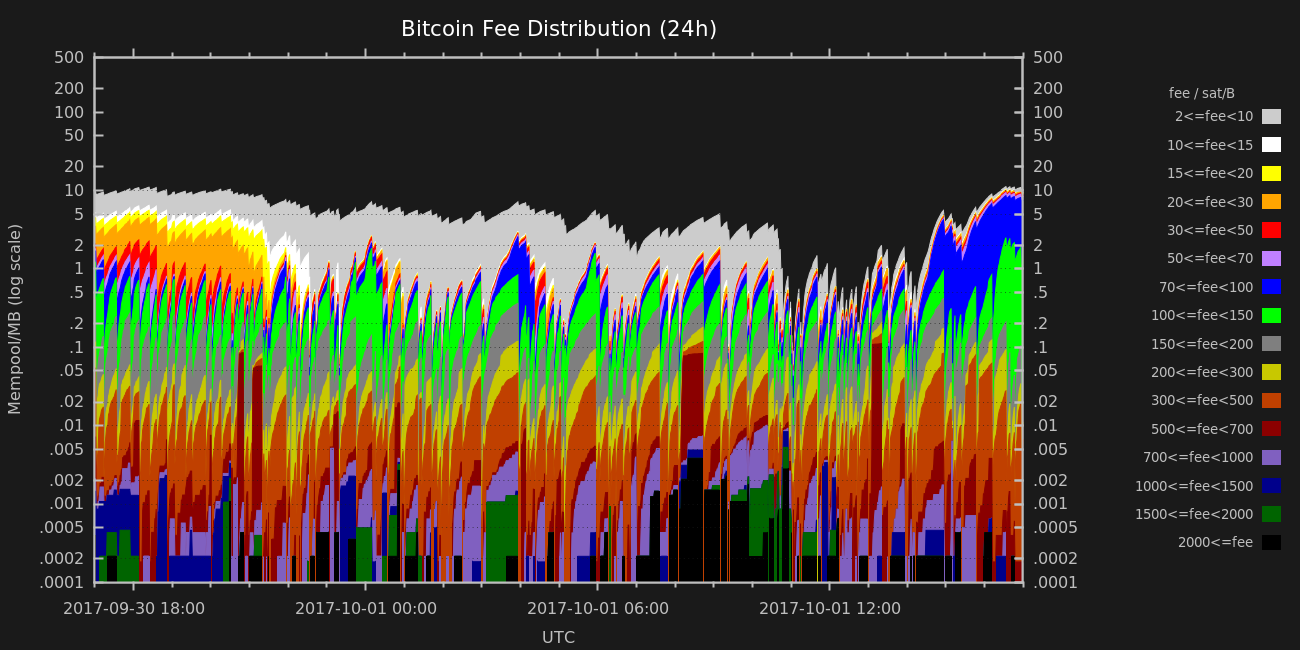 Bitcoin Fee Distribution (24h)
Mempool/MB (log scale)
500
200
100
50
20
10
5
2
1
.5
.2
.1
.05
.02
.01
.005
.002
.001
.0005
.0002
.0001
500
200
100
50
20
10
5
2
1
.5
.2
.1
.05
.02
.01
.005
.002
.001
.0005
.0002
.0001
2017-09-30 18:00 2017-10-01 00:00 2017-10-01 06:00 2017-10-01 12:00
UTC
fee / sat/B
2<=fee<10
10<=fee<15
15<=fee<20
20<=fee<30
30<=fee<50
50<=fee<70
70<=fee<100
100<=fee<150
150<=fee<200
200<=fee<300
300<=fee<500
500<=fee<700
700<=fee<1000
1000<=fee<1500
1500<=fee<2000
2000<=fee